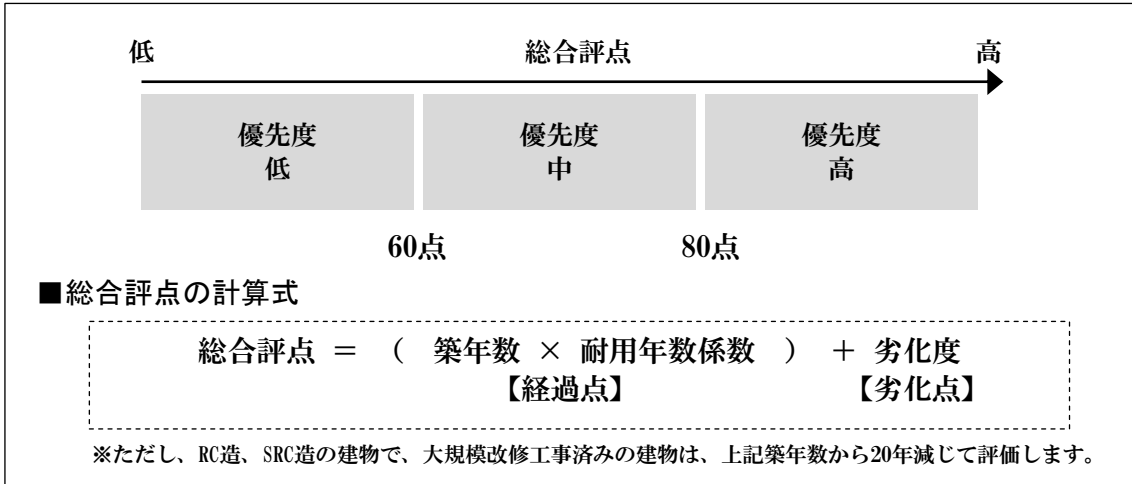 低 総合評点 高
優先度 優先度 優先度
低 中 高
60点 80点
■総合評点の計算式
総合評点 ＝ （ 築年数 × 耐用年数係数 ） ＋ 劣化度
【経過点】 【劣化点】
※ただし、RC造、SRC造の建物で、大規模改修工事済みの建物は、上記築年数から20年減じて評価します。